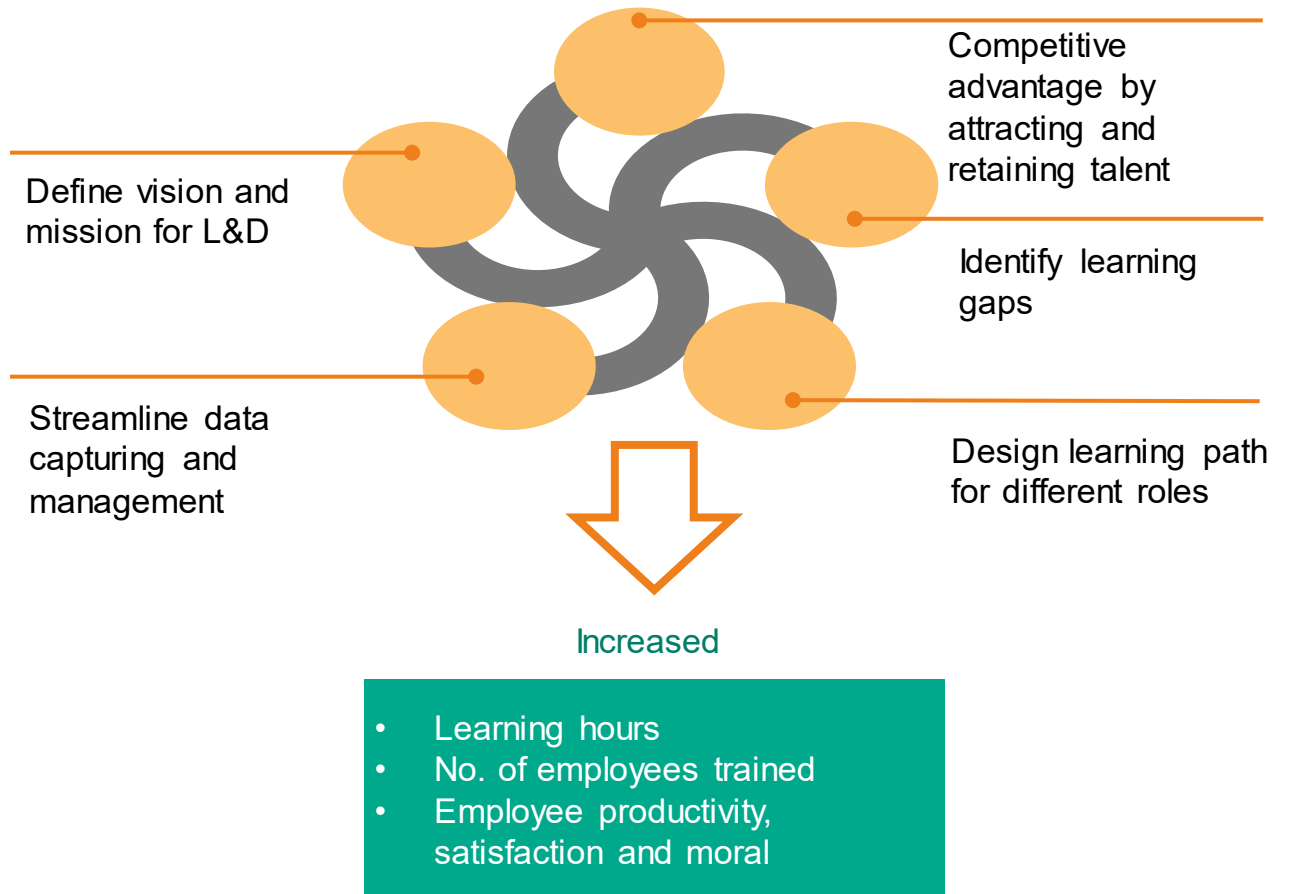 Competitive
advantage by
attracting and
retaining talent
Define vision and
mission for L&D
Identify learning
gaps
Streamline data
capturing and
management
Design learning path
for different roles
Increased
• Learning hours
• No. of employees trained
• Employee productivity,
satisfaction and moral